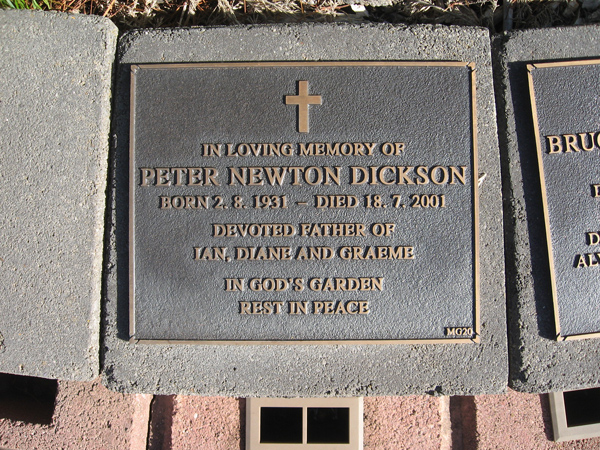 IN LOVING MEMORY OF
PETER NEWTON DICKSON
BORN 2. 8. 1931 — DIED 18. 7. 2001
DEVOTED FATHER OF
IAN, DIANE AND GRAEME
IN GOD'S GARDEN
REST IN PEACE
MG20
BRUC